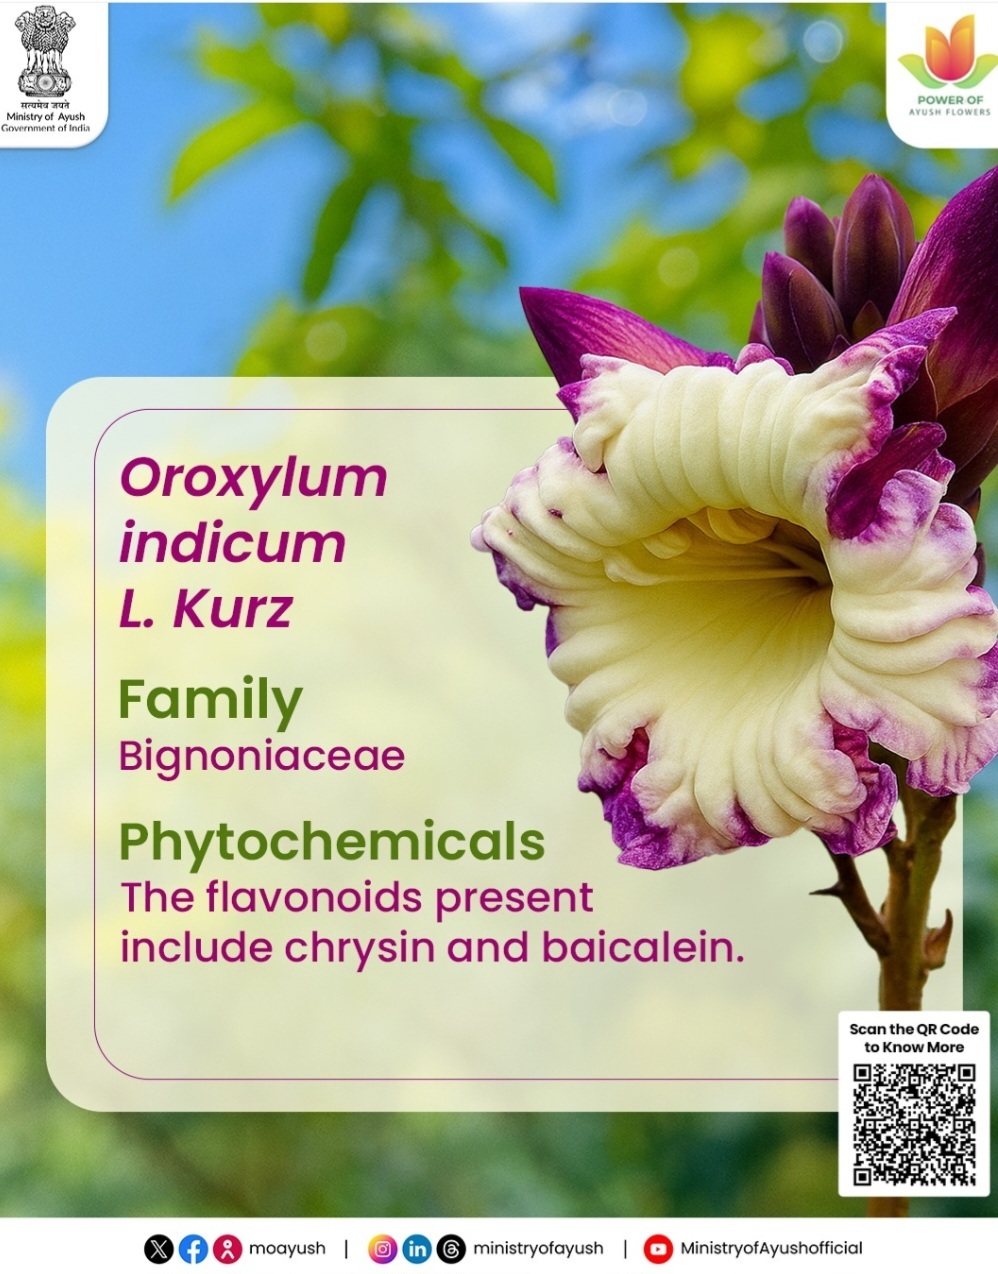 सत्यमेव जयते
Ministry of Ayush
Government of India
POWER OF
AYUSH FLOWERS
Oroxylum
indicum
L. Kurz
Family
Bignoniaceae
Phytochemicals
The flavonoids present
include chrysin and baicalein.
Scan the QR Code
to Know More
moayush | ministryofayush | MinistryofAyushofficial